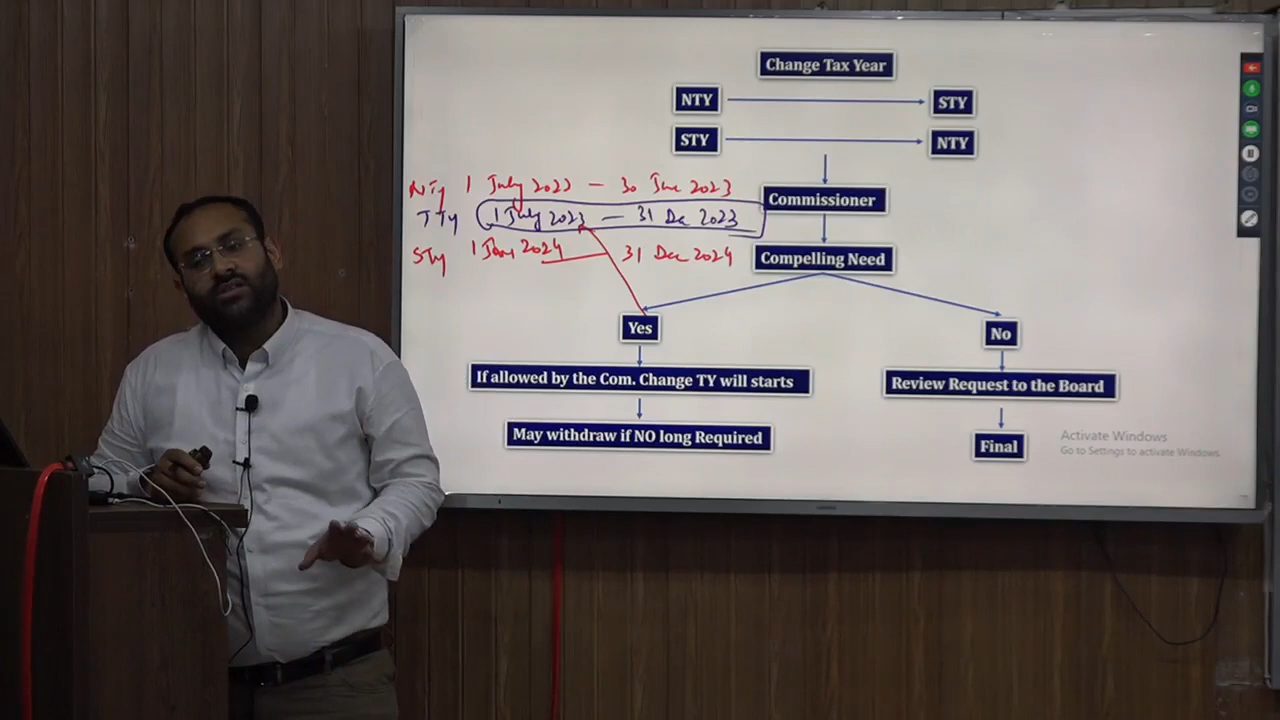 Change Tax Year
NTY STY
STY NTY
NTy 1 July 2022 — 30 Jue 2023
Commissioner
TTy 1 July 2023 — 31 De 2023
STy 1 Jan 2024 31 Dec 2024
Compelling Need
Yes No
If allowed by the Com. Change TY will starts
Review Request to the Board
May withdraw if NO long Required
Final
Activate Windows
Go to Settings to activate Windows.